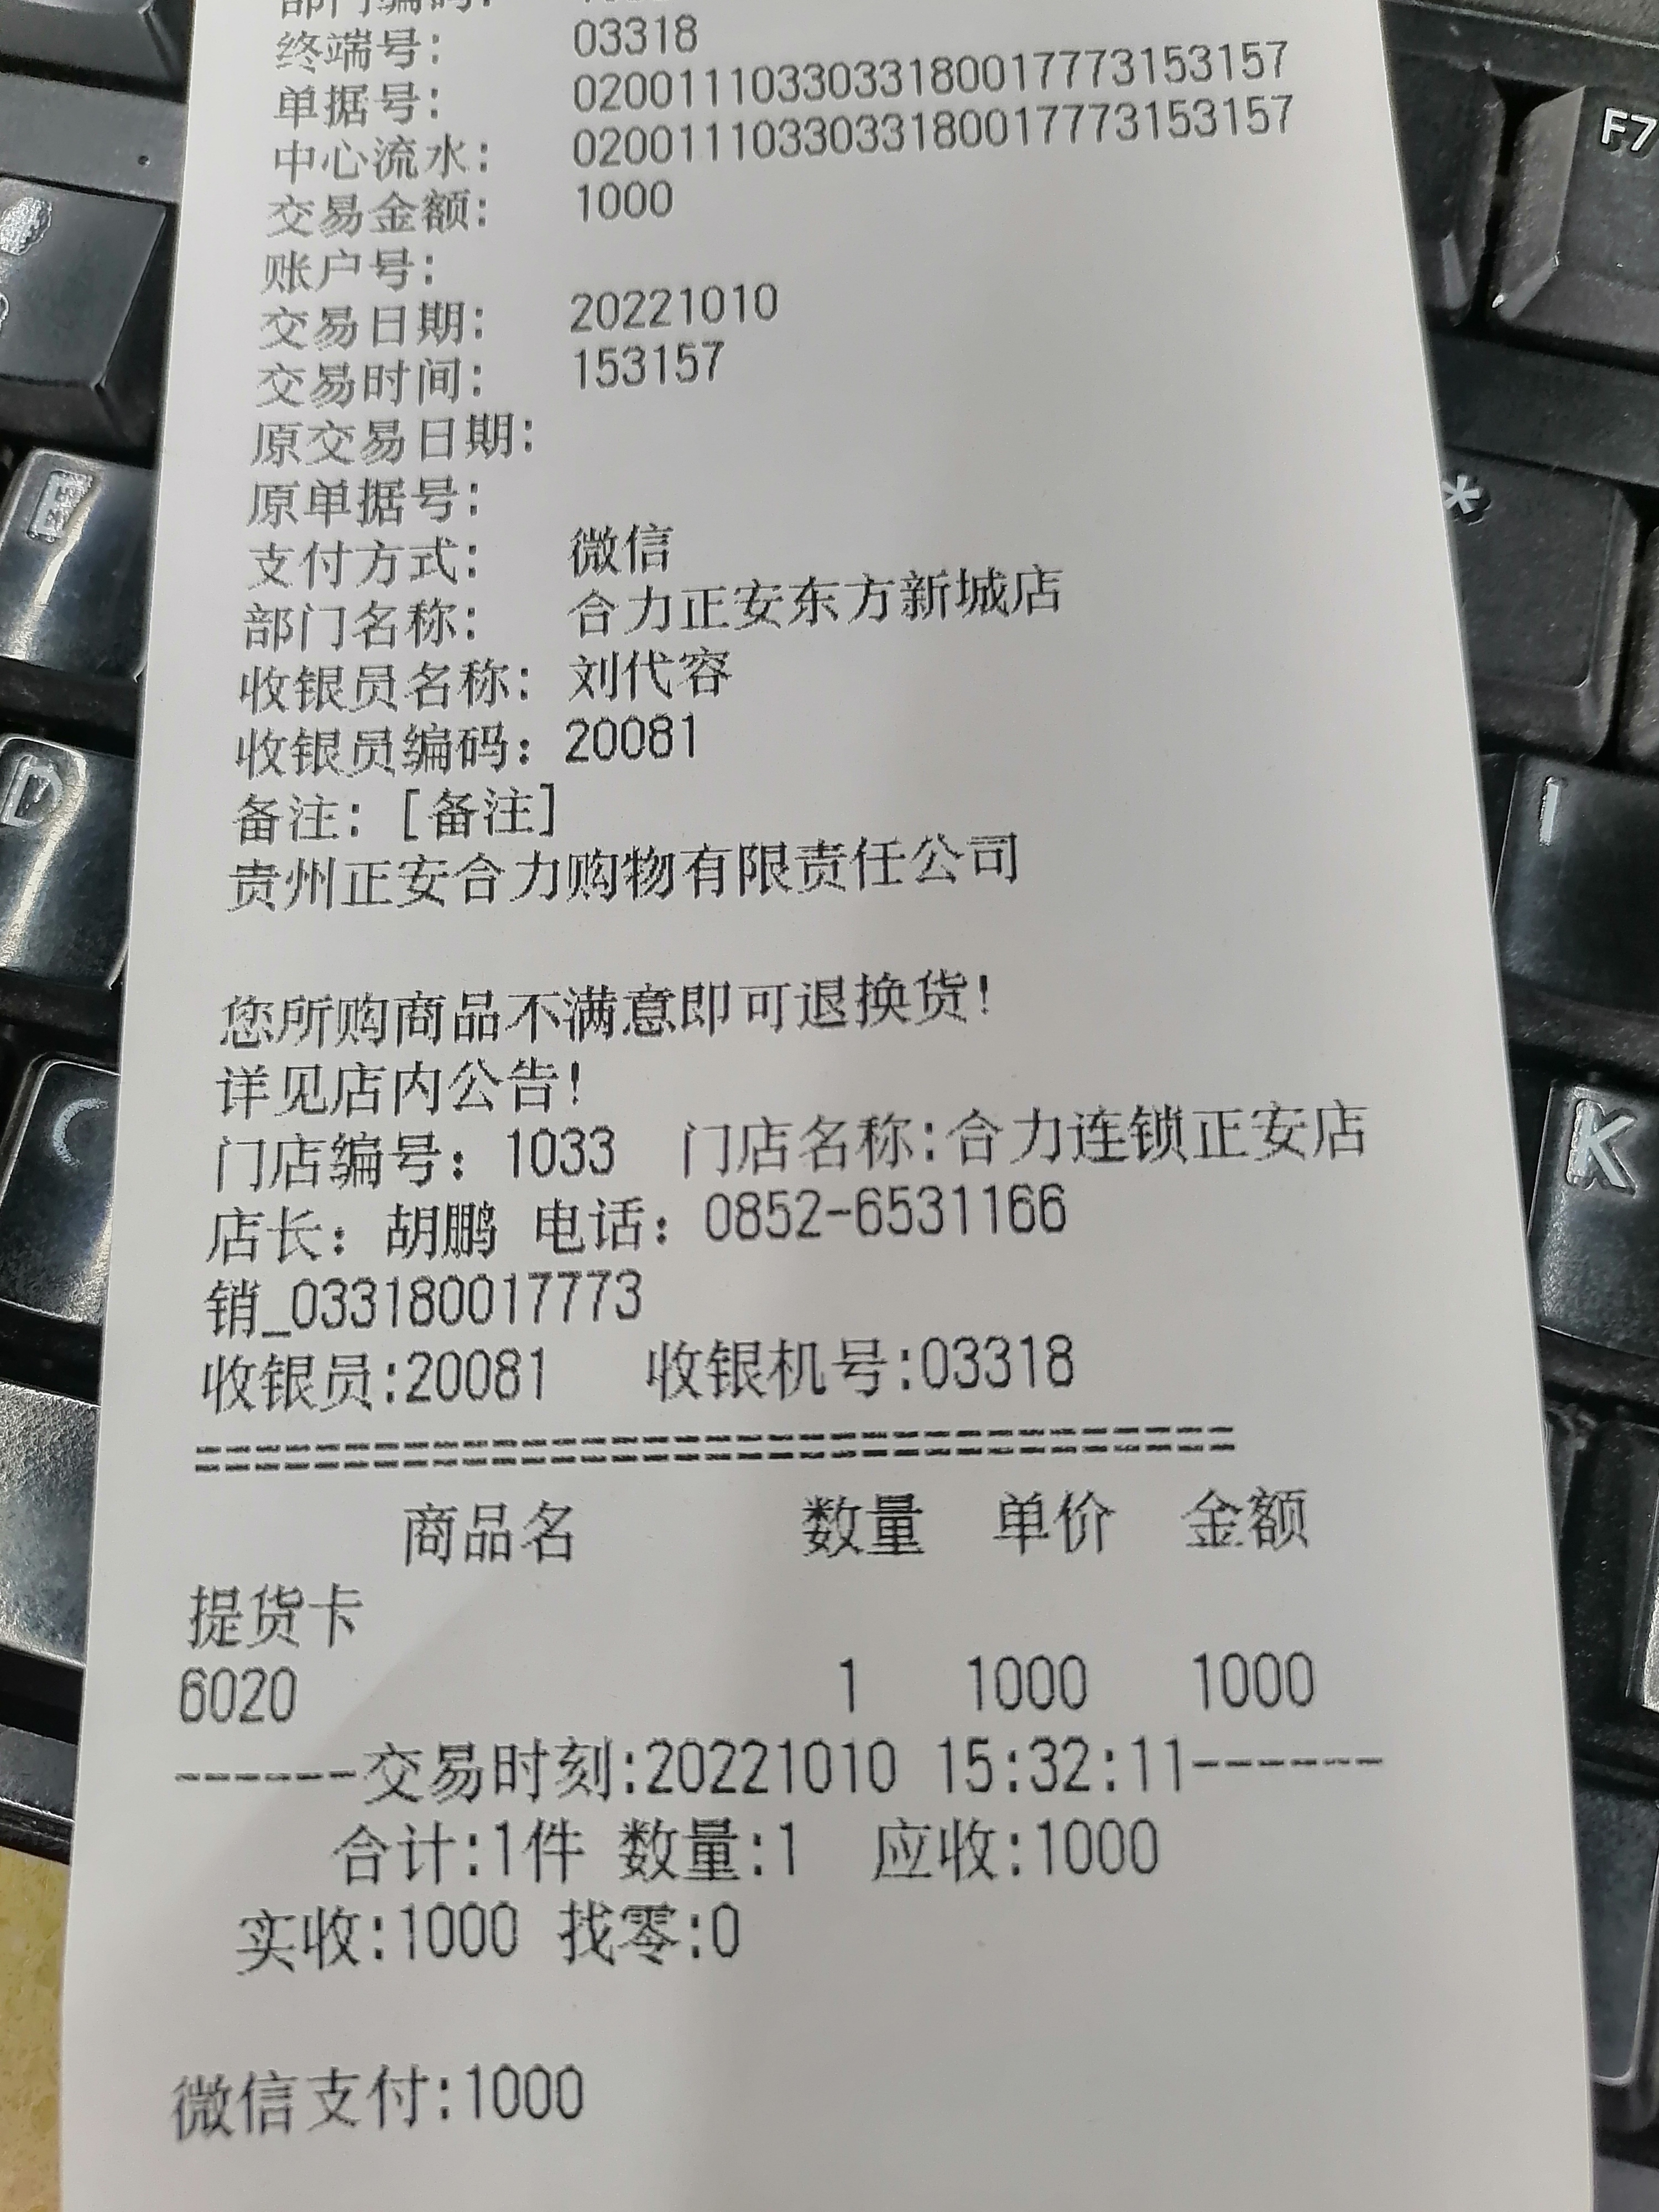 部门编码:
终端号: 03318
单据号: 020011103303318001777​3153157
中心流水: 0200111033033180017773153157
交易金额: 1000
账户号:
交易日期: 20221010
交易时间: 153157
原交易日期:
原单据号:
支付方式: 微信
部门名称: 合力正安东方新城店
收银员名称: 刘代容
收银员编码: 20081
备注: [备注]
贵州正安合力购物有限责任公司
您所购商品不满意即可退换货!
详见店内公告!
门店编号: 1033 门店名称:合力连锁正安店
店长: 胡鹏 电话: 0852-6531166
销_033180017773
收银员:20081 收银机号:03318
====================================
商品名 数量 单价 金额
提货卡
6020 1 1000 1000
------交易时刻:20221010 15:32:11------
合计:1件 数量:1 应收:1000
实收:1000 找零:0
微信支付:1000
F7
*
E
D
I
C
K